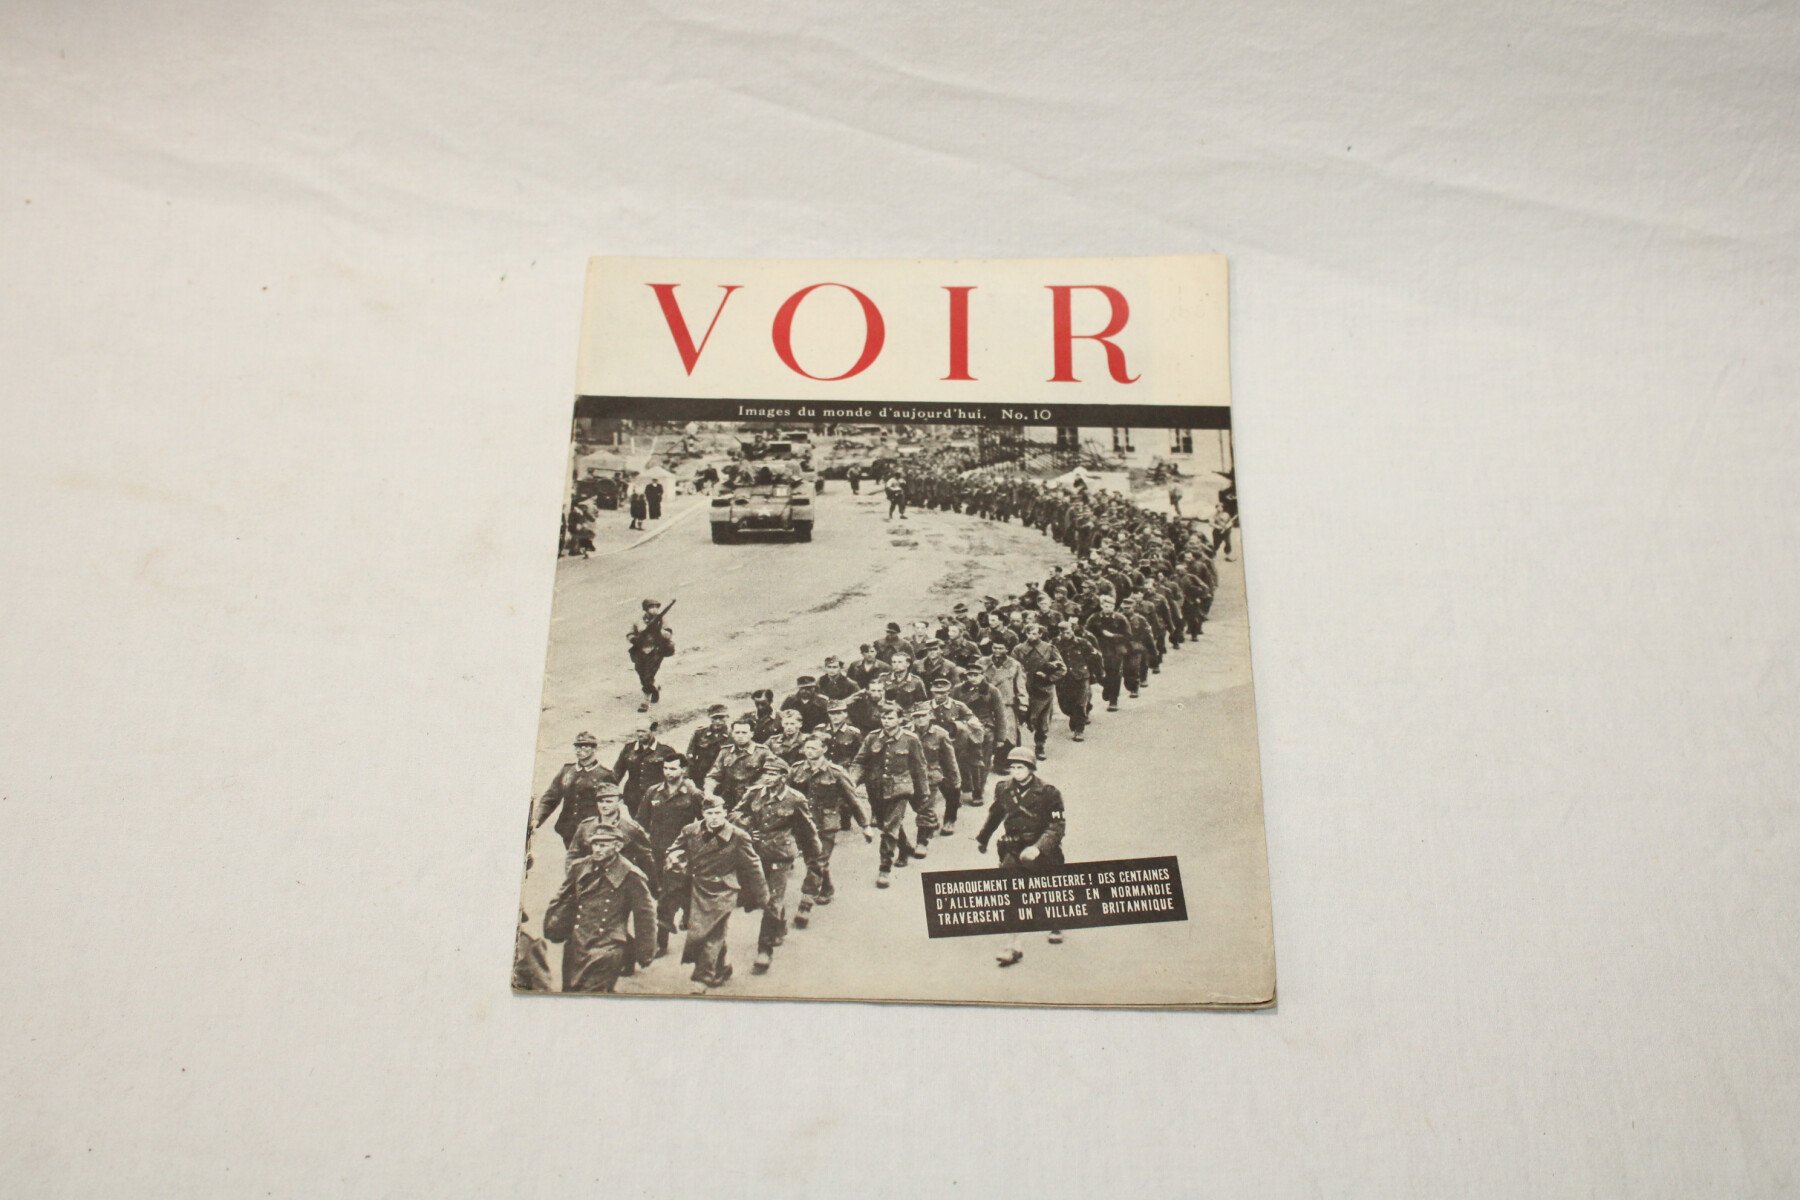 VOIR
Images du monde d'aujourd'hui. No. 10
M
DEBARQUEMENT EN ANGLETERRE! DES CENTAINES
D'ALLEMANDS CAPTURES EN NORMANDIE
TRAVERSENT UN VILLAGE BRITANNIQUE